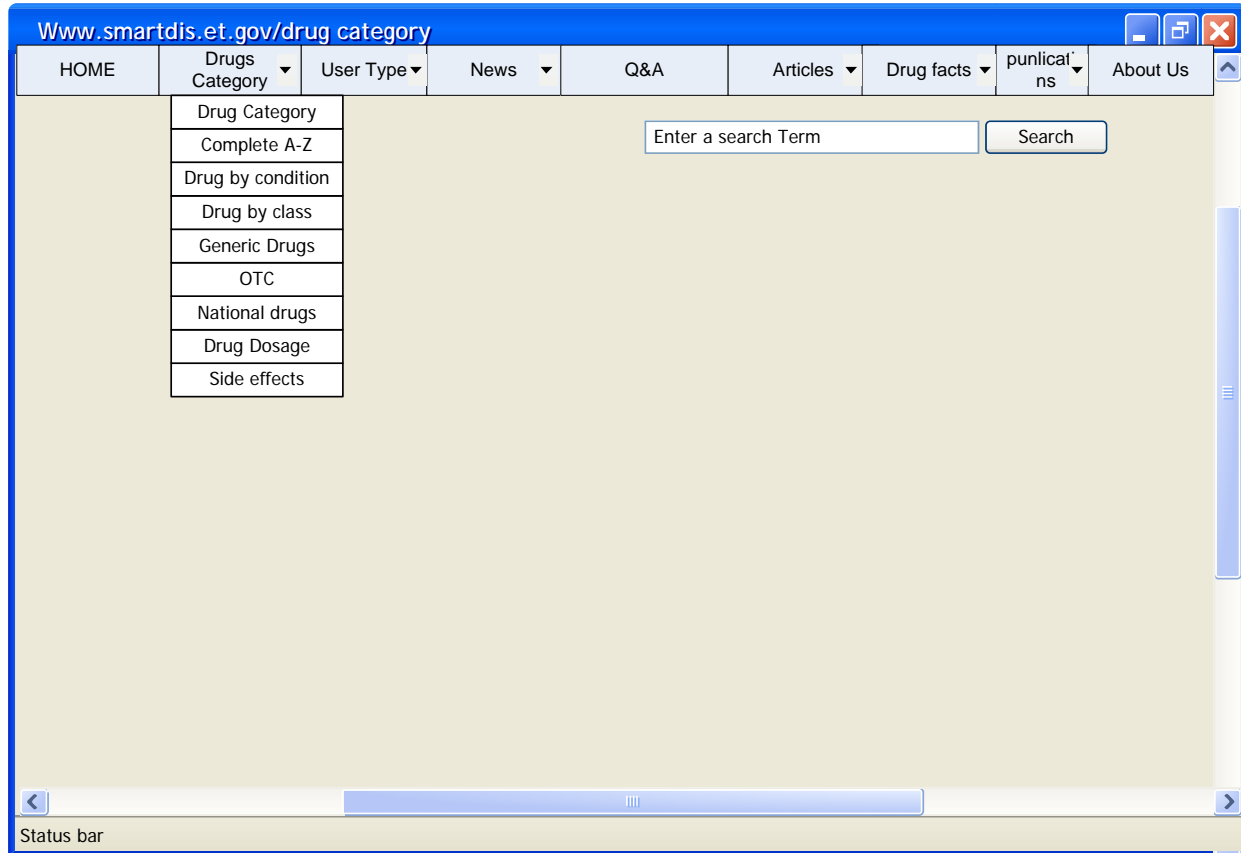 Www.smartdis.et.gov/drug category
HOME
Drugs
Category
User Type
News
Q&A
Articles
Drug facts
punlicati
ns
About Us
Drug Category
Complete A-Z
Drug by condition
Drug by class
Generic Drugs
OTC
National drugs
Drug Dosage
Side effects
Enter a search Term
Search
Status bar